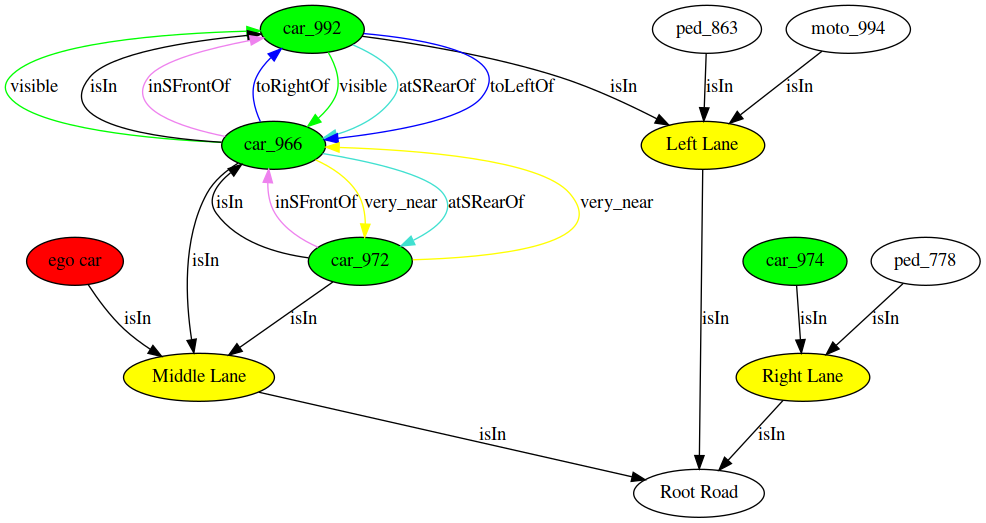 car_992
ped_863
moto_994
visible
isIn
inSFrontOf
toRightOf
visible
atSRearOf
toLeftOf
isIn
isIn
isIn
car_966
Left Lane
isIn
inSFrontOf
very_near
atSRearOf
very_near
ego car
isIn
car_972
car_974
ped_778
isIn
isIn
isIn
isIn
isIn
Middle Lane
Right Lane
isIn
isIn
Root Road